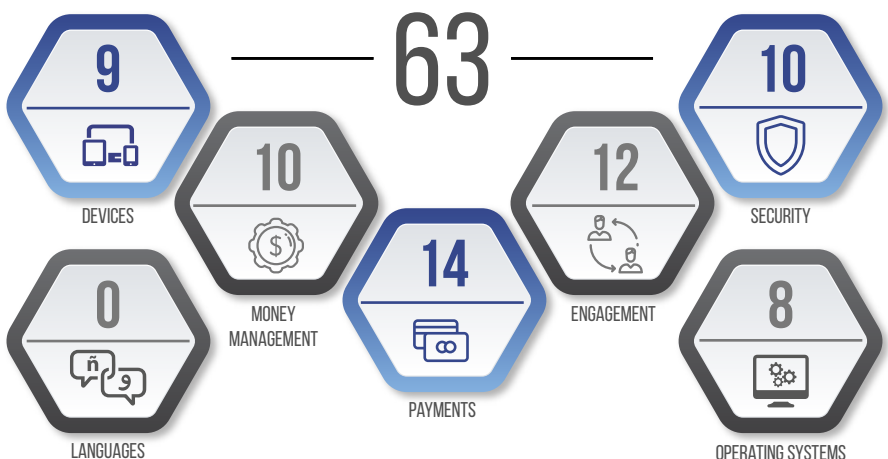 63
9
DEVICES
10
SECURITY
10
MONEY
MANAGEMENT
12
ENGAGEMENT
14
PAYMENTS
0
ñ
و
LANGUAGES
8
OPERATING SYSTEMS
$